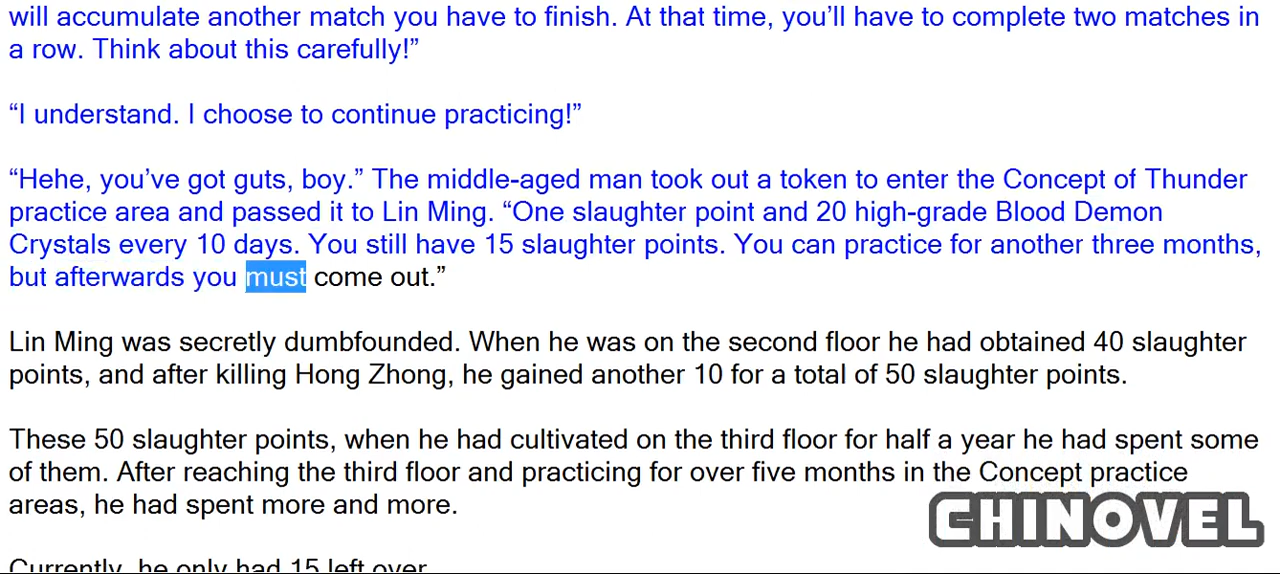 will accumulate another match you have to finish. At that time, you’ll have to complete two matches in
a row. Think about this carefully!”
“I understand. I choose to continue practicing!”
“Hehe, you’ve got guts, boy.” The middle-aged man took out a token to enter the Concept of Thunder
practice area and passed it to Lin Ming. “One slaughter point and 20 high-grade Blood Demon
Crystals every 10 days. You still have 15 slaughter points. You can practice for another three months,
but afterwards you must come out.”
Lin Ming was secretly dumbfounded. When he was on the second floor he had obtained 40 slaughter
points, and after killing Hong Zhong, he gained another 10 for a total of 50 slaughter points.
These 50 slaughter points, when he had cultivated on the third floor for half a year he had spent some
of them. After reaching the third floor and practicing for over five months in the Concept practice
areas, he had spent more and more.
CHINOVEL
Currently, he only had 15 left over